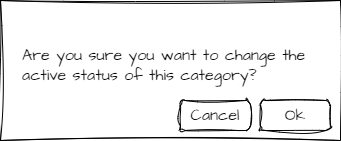 Are you sure you want to change the
active status of this category?
Cancel
Ok